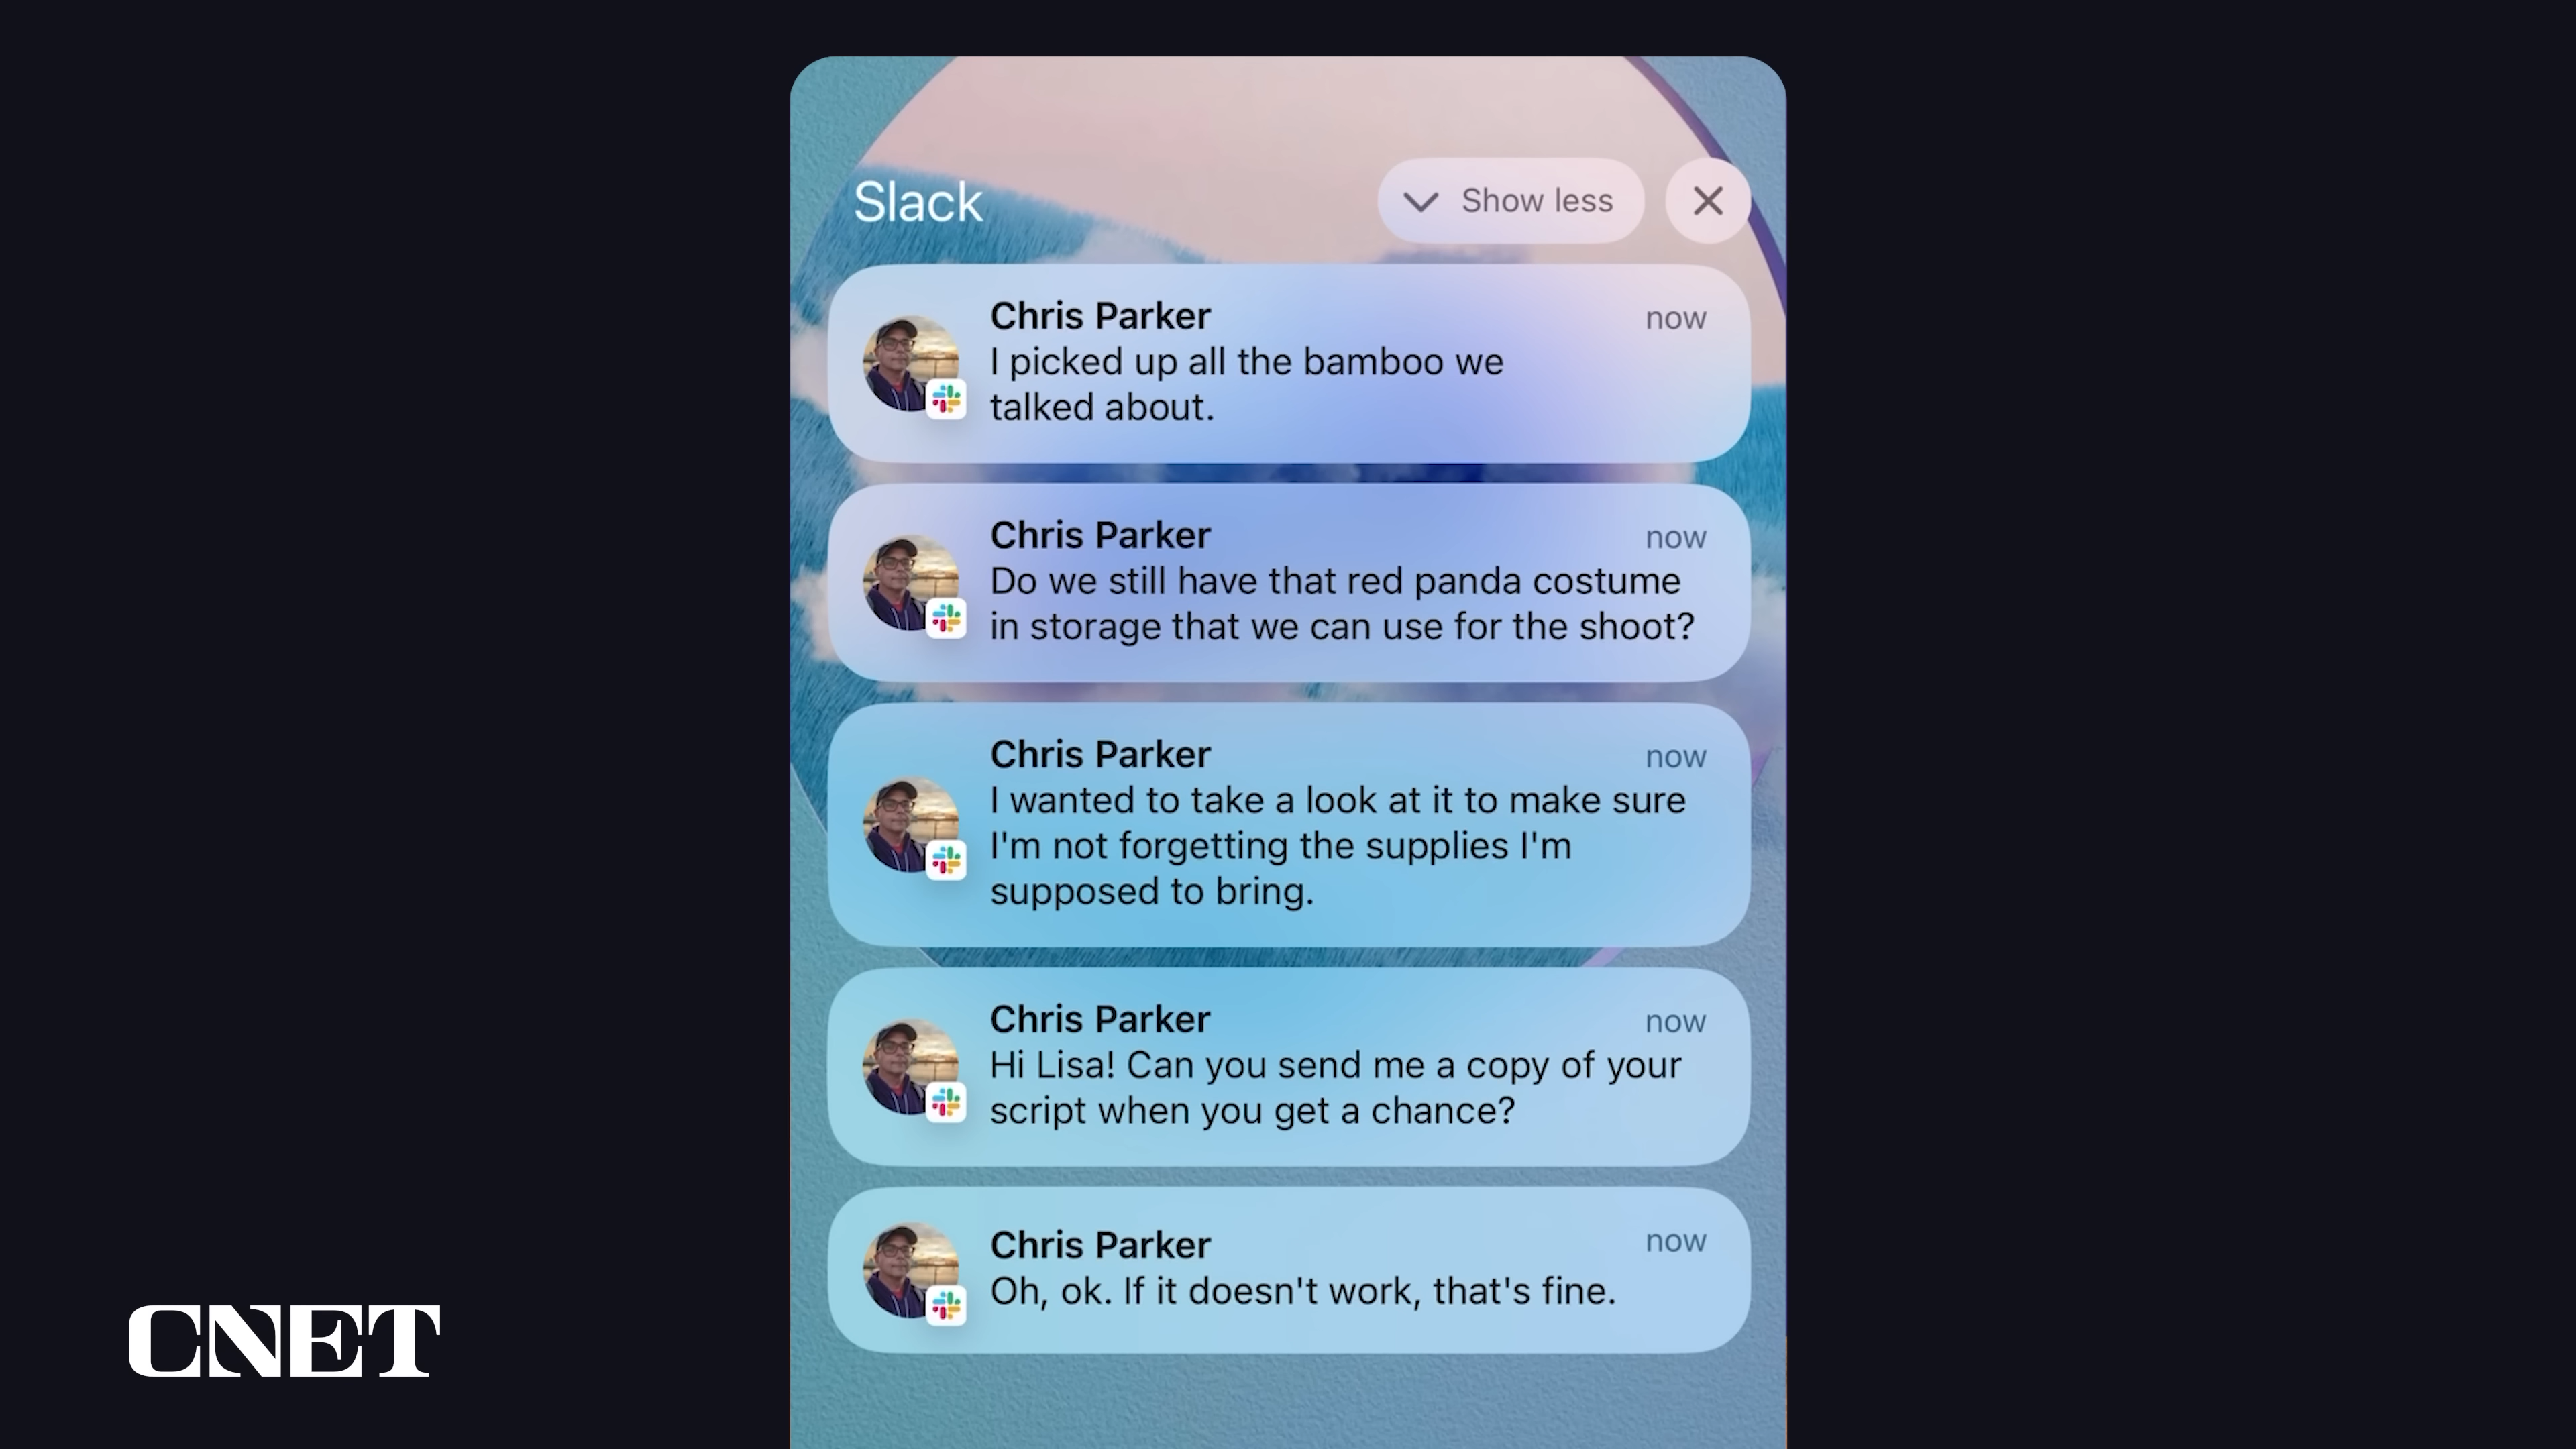 Slack
Show less
Chris Parker
now
I picked up all the bamboo we
talked about.
Chris Parker
now
Do we still have that red panda costume
in storage that we can use for the shoot?
Chris Parker
now
I wanted to take a look at it to make sure
I'm not forgetting the supplies I'm
supposed to bring.
Chris Parker
now
Hi Lisa! Can you send me a copy of your
script when you get a chance?
Chris Parker
now
Oh, ok. If it doesn't work, that's fine.
CNET